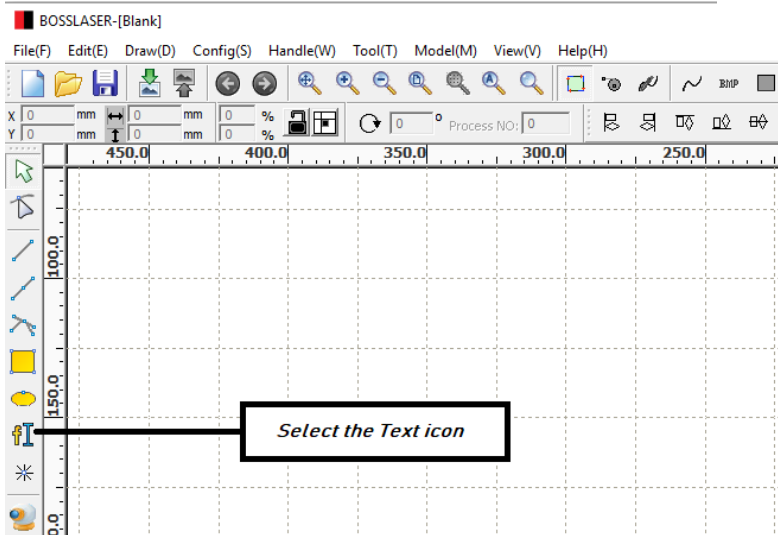 BOSSLASER-[Blank]
File(F) Edit(E) Draw(D) Config(S) Handle(W) Tool(T) Model(M) View(V) Help(H)
BMP
X 0 mm 0 mm 0 %
Y 0 mm 0 mm 0 % 0 ° Process NO: 0
450.0 400.0 350.0 300.0 250.0
100.0
150.0
Select the Text icon
fI